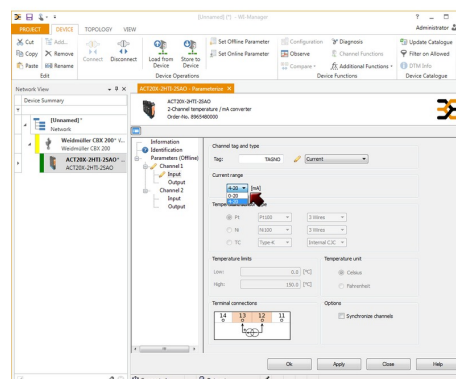 [Unnamed]* - WI-Manager
PROJECT DEVICE TOPOLOGY VIEW Administrator
Cut Add... Load from Device Store to Device Set Offline Parameter Configuration Diagnosis Update Catalogue
Copy Remove Connect Disconnect Set Online Parameter Observe Channel Functions Filter on Allowed
Paste Rename Compare Additional Functions DTM Info
Edit Device Operations Device Functions Device Catalogue
Network View
ACT20X-2HTI-2SAO - Parameterize
Device Summary
[Unnamed]*
Network
Weidmüller CBX 200*
Weidmüller CBX 200
ACT20X-2HTI-2SAO*
ACT20X-2HTI-2SAO
ACT20X-2HTI-2SAO
2-Channel temperature / mA converter
Order-No. 8965460000
Information
Identification
Parameters (Offline)
Channel 1
Input
Output
Channel 2
Input
Output
Channel tag and type
Tag: TAGNO Current
Current range
4-20 [mA]
0-20
4-20
Pt Pt100 3 Wires
Ni Ni100 3 Wires
TC Type-K Internal CJC
Temperature limits
Low: 0.0 [°C]
High: 150.0 [°C]
Temperature unit
Celsius
Fahrenheit
Terminal connections
14 13 12 11
Options
Synchronize channels
Ok Apply Close Help